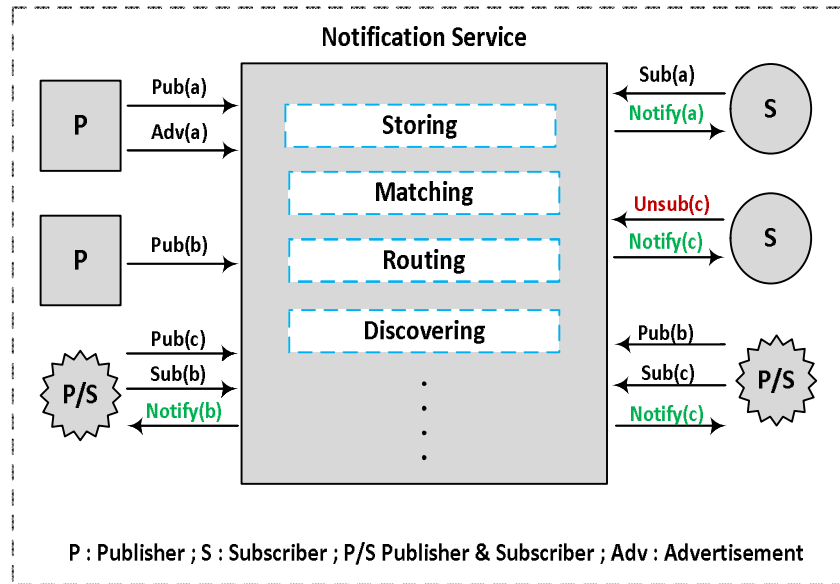 Notification Service
P
Pub(a)
Adv(a)
P
Pub(b)
P/S
Pub(c)
Sub(b)
Notify(b)
Storing
Matching
Routing
Discovering
Sub(a)
Notify(a)
S
Unsub(c)
Notify(c)
S
Pub(b)
Sub(c)
Notify(c)
P/S
P : Publisher ; S : Subscriber ; P/S Publisher & Subscriber ; Adv : Advertisement